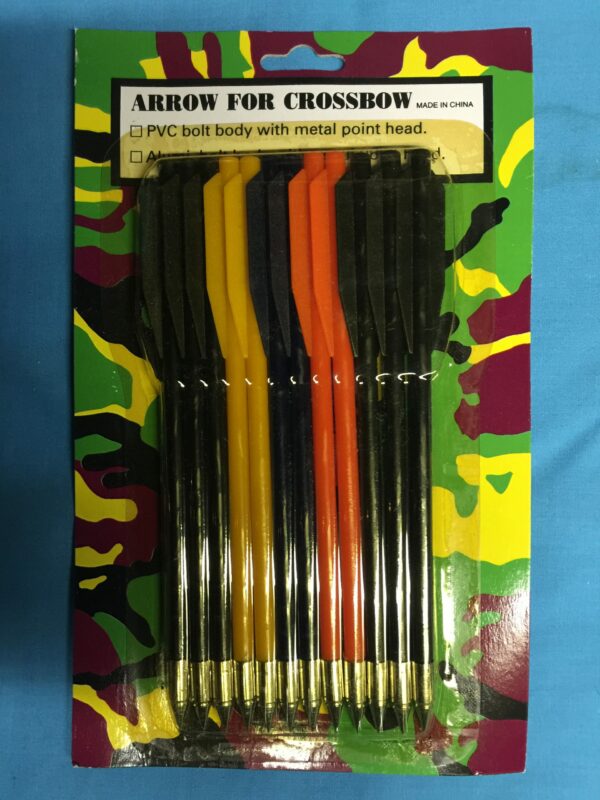 ARROW FOR CROSSBOW MADE IN CHINA
☐ PVC bolt body with metal point head.
☐